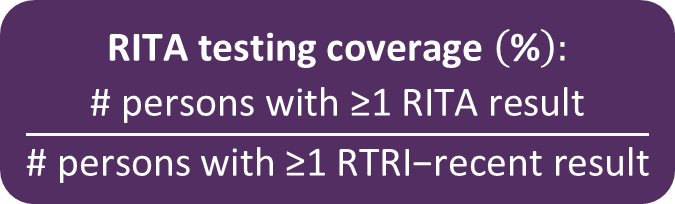 RITA testing coverage (%):
# persons with ≥1 RITA result
# persons with ≥1 RTRI–recent result